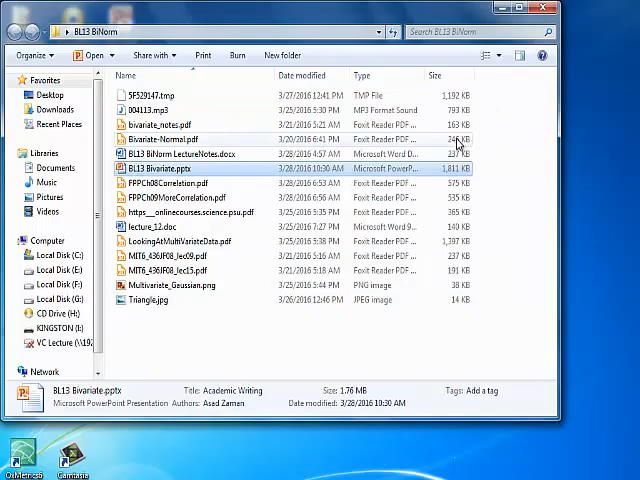 BL13 BiNorm
Search BL13 BiNorm
Organize Open Share with Print Burn New folder
Name Date modified Type Size
Favorites
Desktop
Downloads
Recent Places
Libraries
Documents
Music
Pictures
Videos
Computer
Local Disk (C:)
Local Disk (E:)
Local Disk (F:)
Local Disk (G:)
CD Drive (H:)
KINGSTON (I:)
VC Lecture (\\19
Network
5F529147.tmp 3/27/2016 12:41 PM TMP File 1,192 KB
004113.mp3 3/25/2016 5:30 PM MP3 Format Sound 793 KB
bivariate_notes.pdf 3/21/2016 5:21 AM Foxit Reader PDF ... 163 KB
Bivariate-Normal.pdf 3/20/2016 6:41 PM Foxit Reader PDF ... KB
BL13 BiNorm LectureNotes.docx 3/28/2016 4:57 AM Microsoft Word D... 237 KB
BL13 Bivariate.pptx 3/28/2016 10:30 AM Microsoft PowerP... 1,811 KB
FPPCh08Correlation.pdf 3/28/2016 6:53 AM Foxit Reader PDF ... 575 KB
FPPCh09MoreCorrelation.pdf 3/28/2016 6:56 AM Foxit Reader PDF ... 535 KB
https__onlinecourses.science.psu.pdf 3/25/2016 5:35 PM Foxit Reader PDF ... 365 KB
lecture_12.doc 3/25/2016 7:27 PM Microsoft Word 9... 140 KB
LookingAtMultiVariateData.pdf 3/25/2016 5:38 PM Foxit Reader PDF ... 1,397 KB
MIT6_436JF08_lec09.pdf 3/21/2016 5:16 AM Foxit Reader PDF ... 237 KB
MIT6_436JF08_lec15.pdf 3/21/2016 5:18 AM Foxit Reader PDF ... 191 KB
Multivariate_Gaussian.png 3/25/2016 5:44 PM PNG image 38 KB
Triangle.jpg 3/26/2016 12:46 PM JPEG image 14 KB
BL13 Bivariate.pptx Title: Academic Writing Size: 1.76 MB Tags: Add a tag
Microsoft PowerPoint Presentation Authors: Asad Zaman Date modified: 3/28/2016 10:30 AM
OxMetrics6 Camtasia